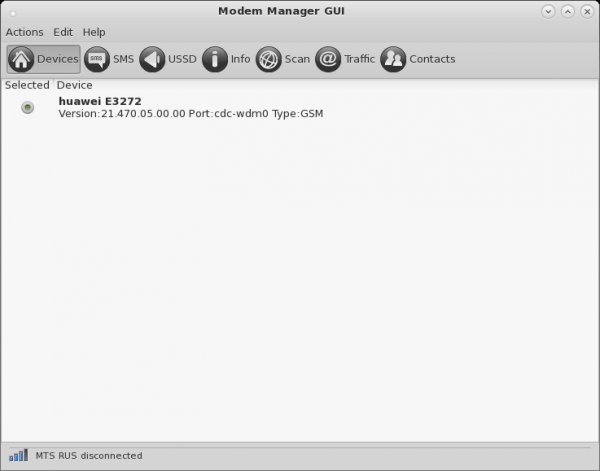 Modem Manager GUI
Actions Edit Help
Devices sms SMS USSD i Info Scan @ Traffic Contacts
Selected Device
huawei E3272
Version:21.470.05.00.00 Port:cdc-wdm0 Type:GSM
MTS RUS disconnected